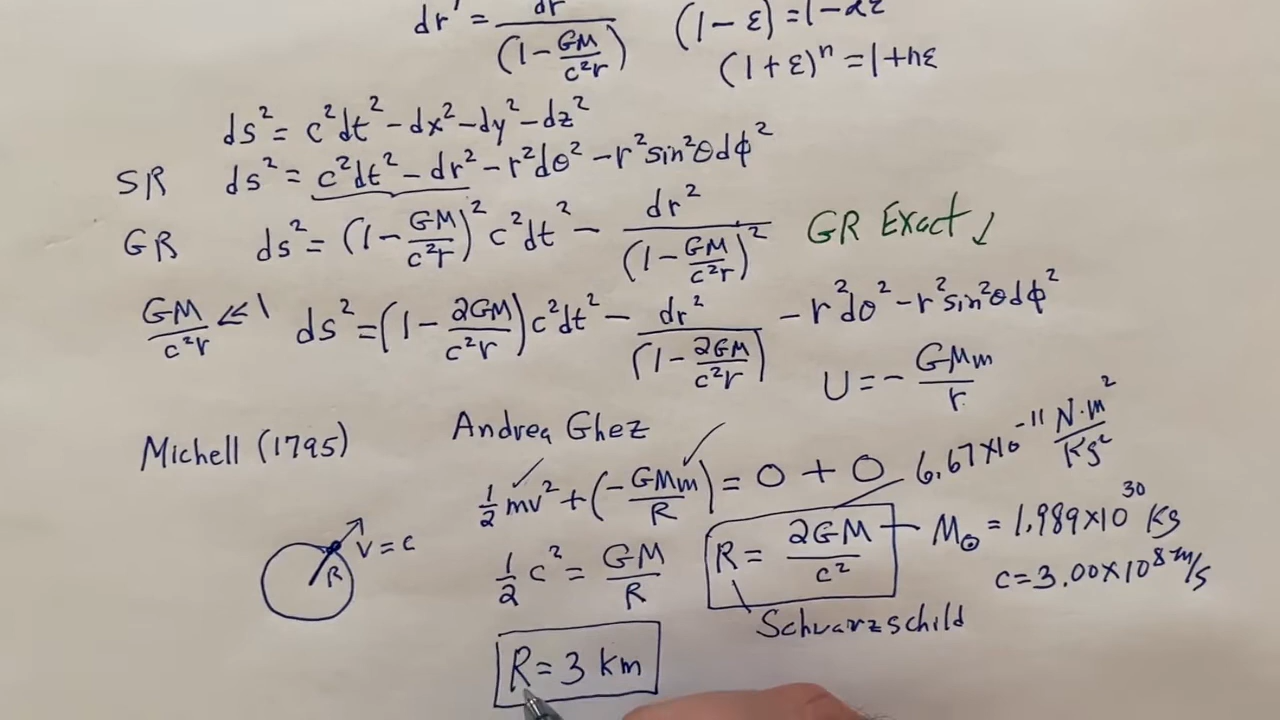 dr' = dr/(1 - GM/c²r)
(1 - ε) = 1 - 2ε
(1 + ε)ⁿ = 1 + nε
ds² = c²dt² - dx² - dy² - dz²
SR ds² = c²dt² - dr² - r²dθ² - r²sin²θdϕ²
GR ds² = (1 - GM/c²r)² c²dt² - dr²/(1 - GM/c²r)² GR Exact ↓
GM/c²r << 1 ds² = (1 - 2GM/c²r)c²dt² - dr²/(1 - 2GM/c²r) - r²dθ² - r²sin²θdϕ²
U = - GMm/r
Michell (1795) Andrea Ghez
½mv² + (-GMm/R) = 0 + 0
6.67×10⁻¹¹ N·m²/Kg²
V = c
R
½c² = GM/R
R = 2GM/c²
M☉ = 1.989×10³⁰ Kg
c = 3.00×10⁸ m/s
Schwarzschild
R = 3 km